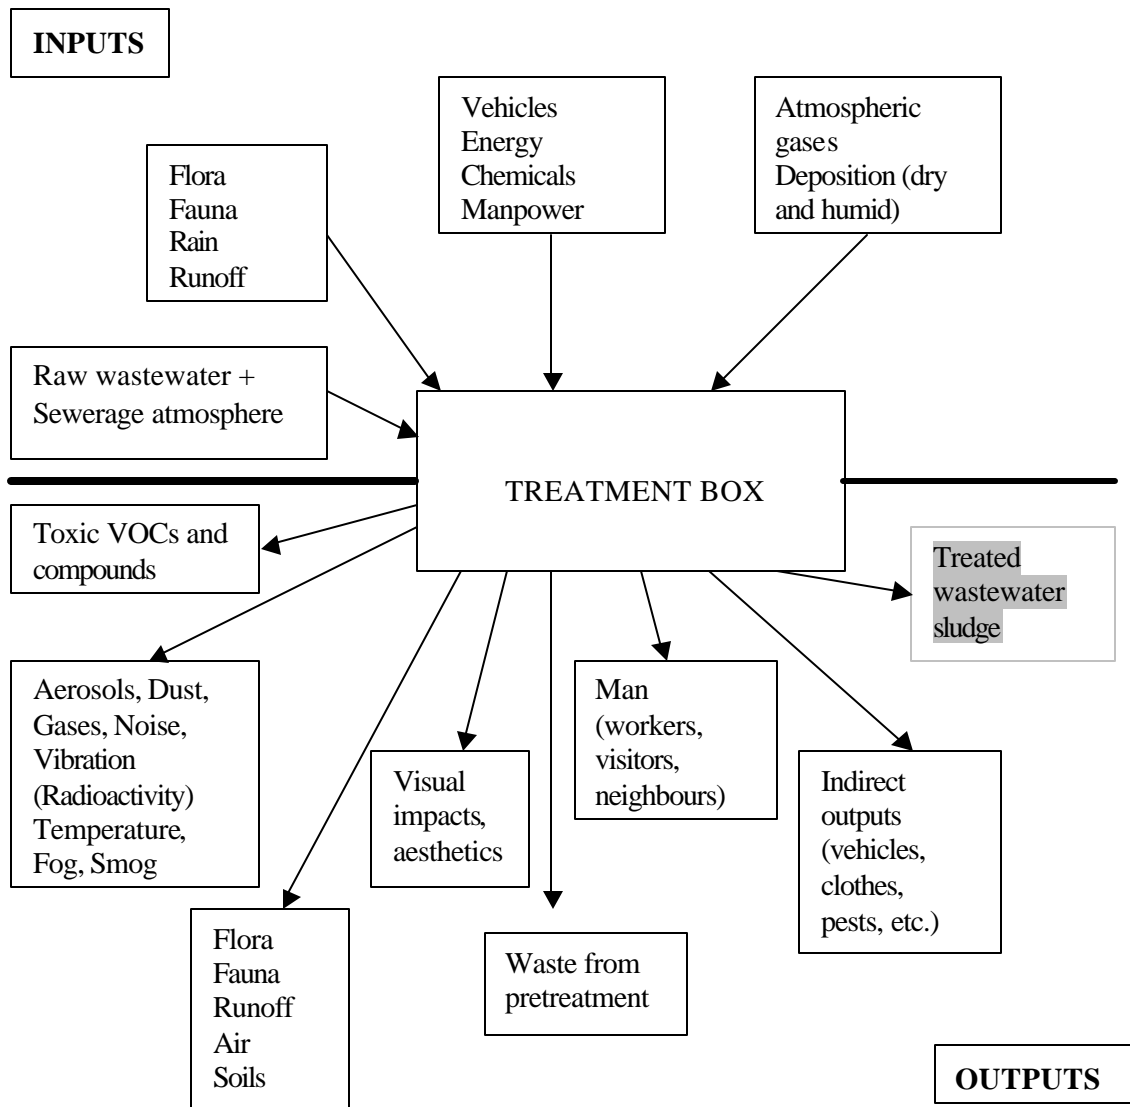 INPUTS
Vehicles
Energy
Chemicals
Manpower
Atmospheric
gases
Deposition (dry
and humid)
Flora
Fauna
Rain
Runoff
Raw wastewater +
Sewerage atmosphere
TREATMENT BOX
Toxic VOCs and
compounds
Treated
wastewater
sludge
Aerosols, Dust,
Gases, Noise,
Vibration
(Radioactivity)
Temperature,
Fog, Smog
Man
(workers,
visitors,
neighbours)
Visual
impacts,
aesthetics
Indirect
outputs
(vehicles,
clothes,
pests, etc.)
Flora
Fauna
Runoff
Air
Soils
Waste from
pretreatment
OUTPUTS